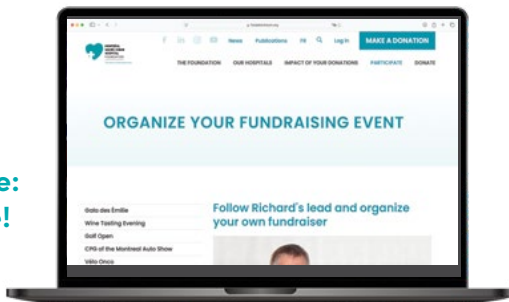 News Publications FR Log in MAKE A DONATION
THE FOUNDATION OUR HOSPITALS IMPACT OF YOUR DONATIONS PARTICIPATE DONATE
ORGANIZE YOUR FUNDRAISING EVENT
e:
!
Gala des Émilie
Wine Tasting Evening
Golf Open
CPG of the Montreal Auto Show
Vélo Onco
Follow Richard's lead and organize
your own fundraiser